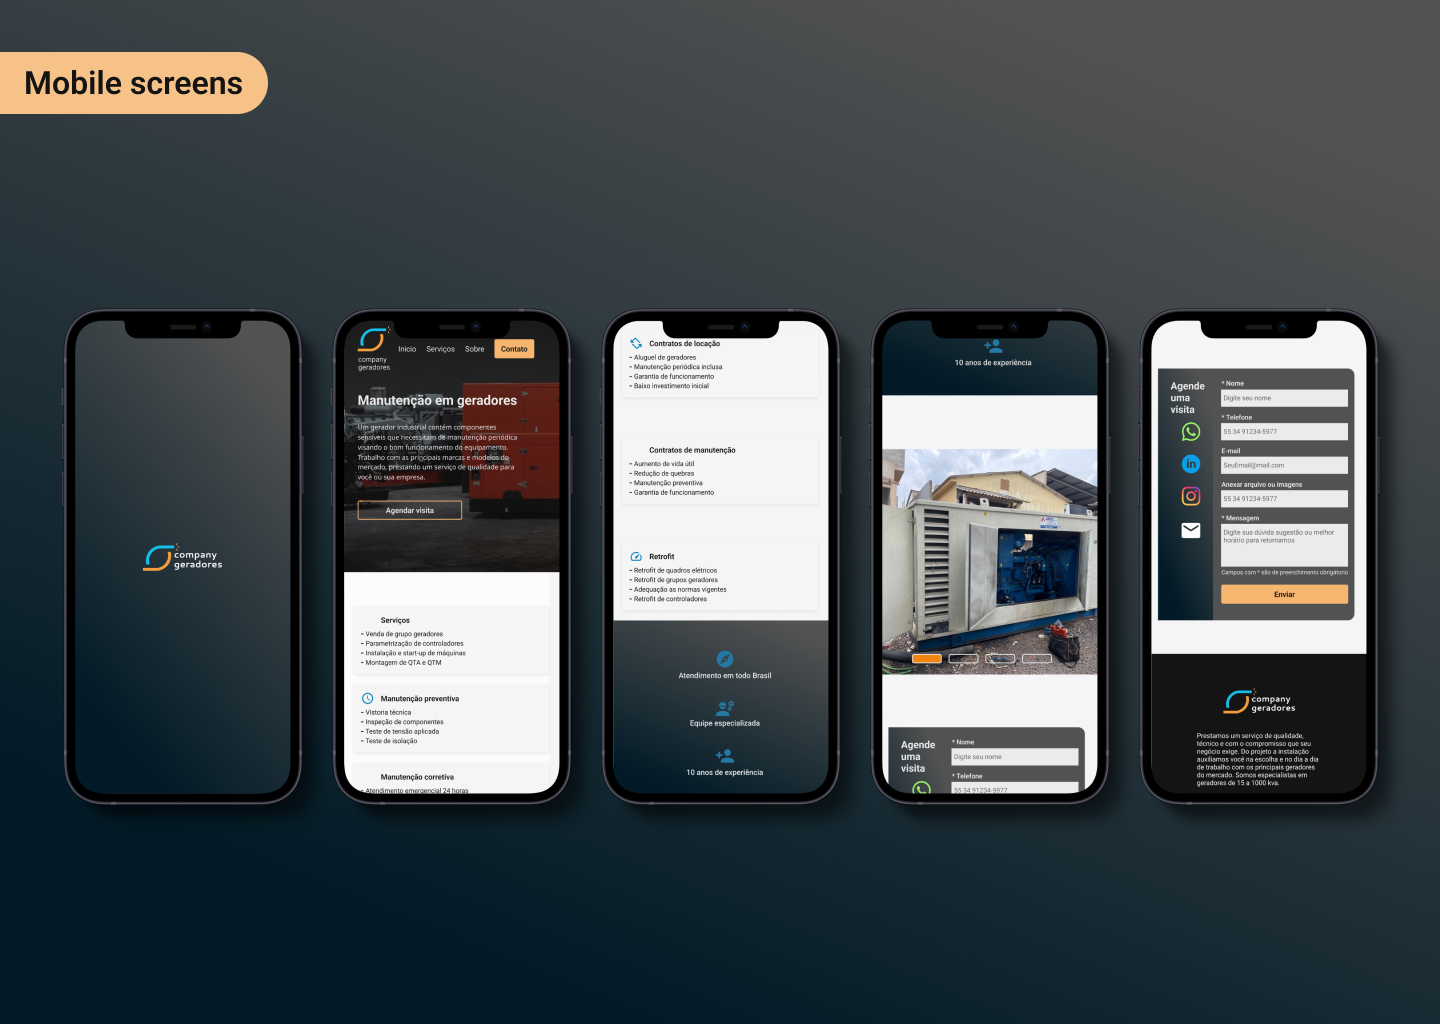 Mobile screens
company
geradores
company
geradores
Inicio
Serviços
Sobre
Contato
Manutenção em geradores
Um gerador industrial contém componentes
sensíveis que necessitam de manutenção periódica
visando o bom funcionamento do equipamento.
Trabalho com as principais marcas e modelos do
mercado, prestando um serviço de qualidade para
você ou sua empresa.
Agendar visita
Serviços
- Venda de grupo geradores
- Parametrização de controladores
- Instalação e start-up de máquinas
- Montagem de QTA e QTM
Manutenção preventiva
- Vistoria técnica
- Inspeção de componentes
- Teste de tensão aplicada
- Teste de isolação
Manutenção corretiva
- Atendimento emergencial 24 horas
Contratos de locação
- Aluguel de geradores
- Manutenção periódica inclusa
- Garantia de funcionamento
- Baixo investimento inicial
Contratos de manutenção
- Aumento de vida útil
- Redução de quebras
- Manutenção preventiva
- Garantia de funcionamento
Retrofit
- Retrofit de quadros elétricos
- Retrofit de grupos geradores
- Adequação as normas vigentes
- Retrofit de controladores
Atendimento em todo Brasil
Equipe especializada
10 anos de experiência
10 anos de experiência
Agende
uma
visita
* Nome
Digite seu nome
* Telefone
55 34 91234-5977
Agende
uma
visita
* Nome
Digite seu nome
* Telefone
55 34 91234-5977
E-mail
SeuEmail@mail.com
Anexar arquivo ou imagens
55 34 91234-5977
* Mensagem
Digite sua dúvida sugestão ou melhor
horário para retornarmos
Campos com * são de preenchimento obrigatório
Enviar
company
geradores
Prestamos um serviço de qualidade,
técnico e com o compromisso que seu
negócio exige. Do projeto a instalação
auxiliamos você na escolha e no dia a dia
de trabalho com os principais geradores
do mercado. Somos especialistas em
geradores de 15 a 1000 kva.